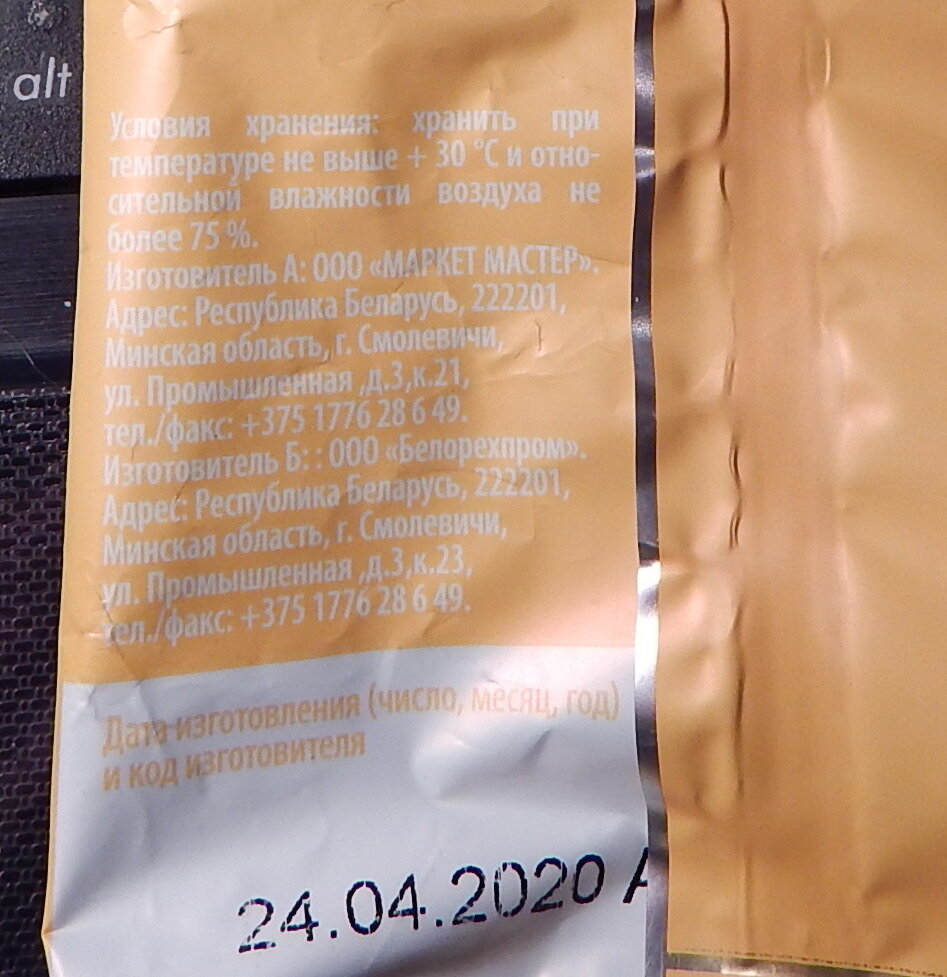 alt
Условия хранения: хранить при
температуре не выше + 30 °С и отно-
сительной влажности воздуха не
более 75 %.
Изготовитель А: ООО «МАРКЕТ МАСТЕР».
Адрес: Республика Беларусь, 222201,
Минская область, г. Смолевичи,
ул. Промышленная ,д.3,к.21,
тел./факс: +375 1776 28 6 49.
Изготовитель Б: : ООО «Белорехпром».
Адрес: Республика Беларусь, 222201,
Минская область, г. Смолевичи,
ул. Промышленная ,д.3,к.23,
тел./факс: +375 1776 28 6 49.
Дата изготовления (число, месяц, год)
и код изготовителя
24.04.2020 А